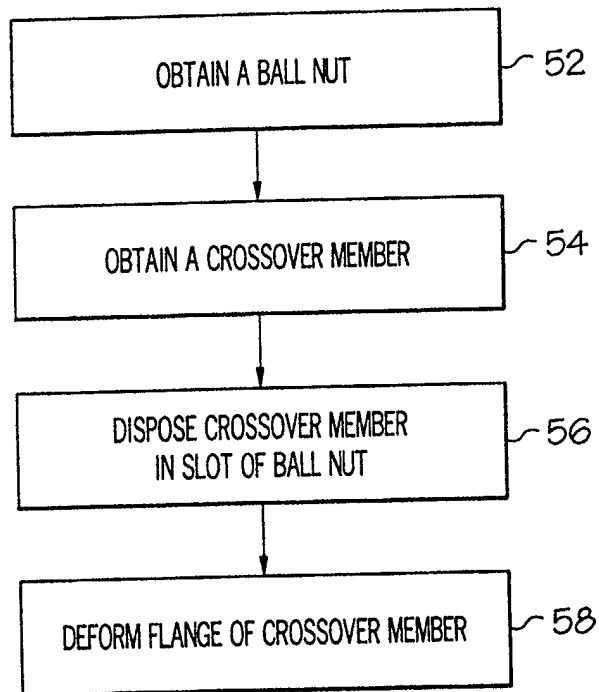 OBTAIN A BALL NUT
52
OBTAIN A CROSSOVER MEMBER
54
DISPOSE CROSSOVER MEMBER
IN SLOT OF BALL NUT
56
DEFORM FLANGE OF CROSSOVER MEMBER
58